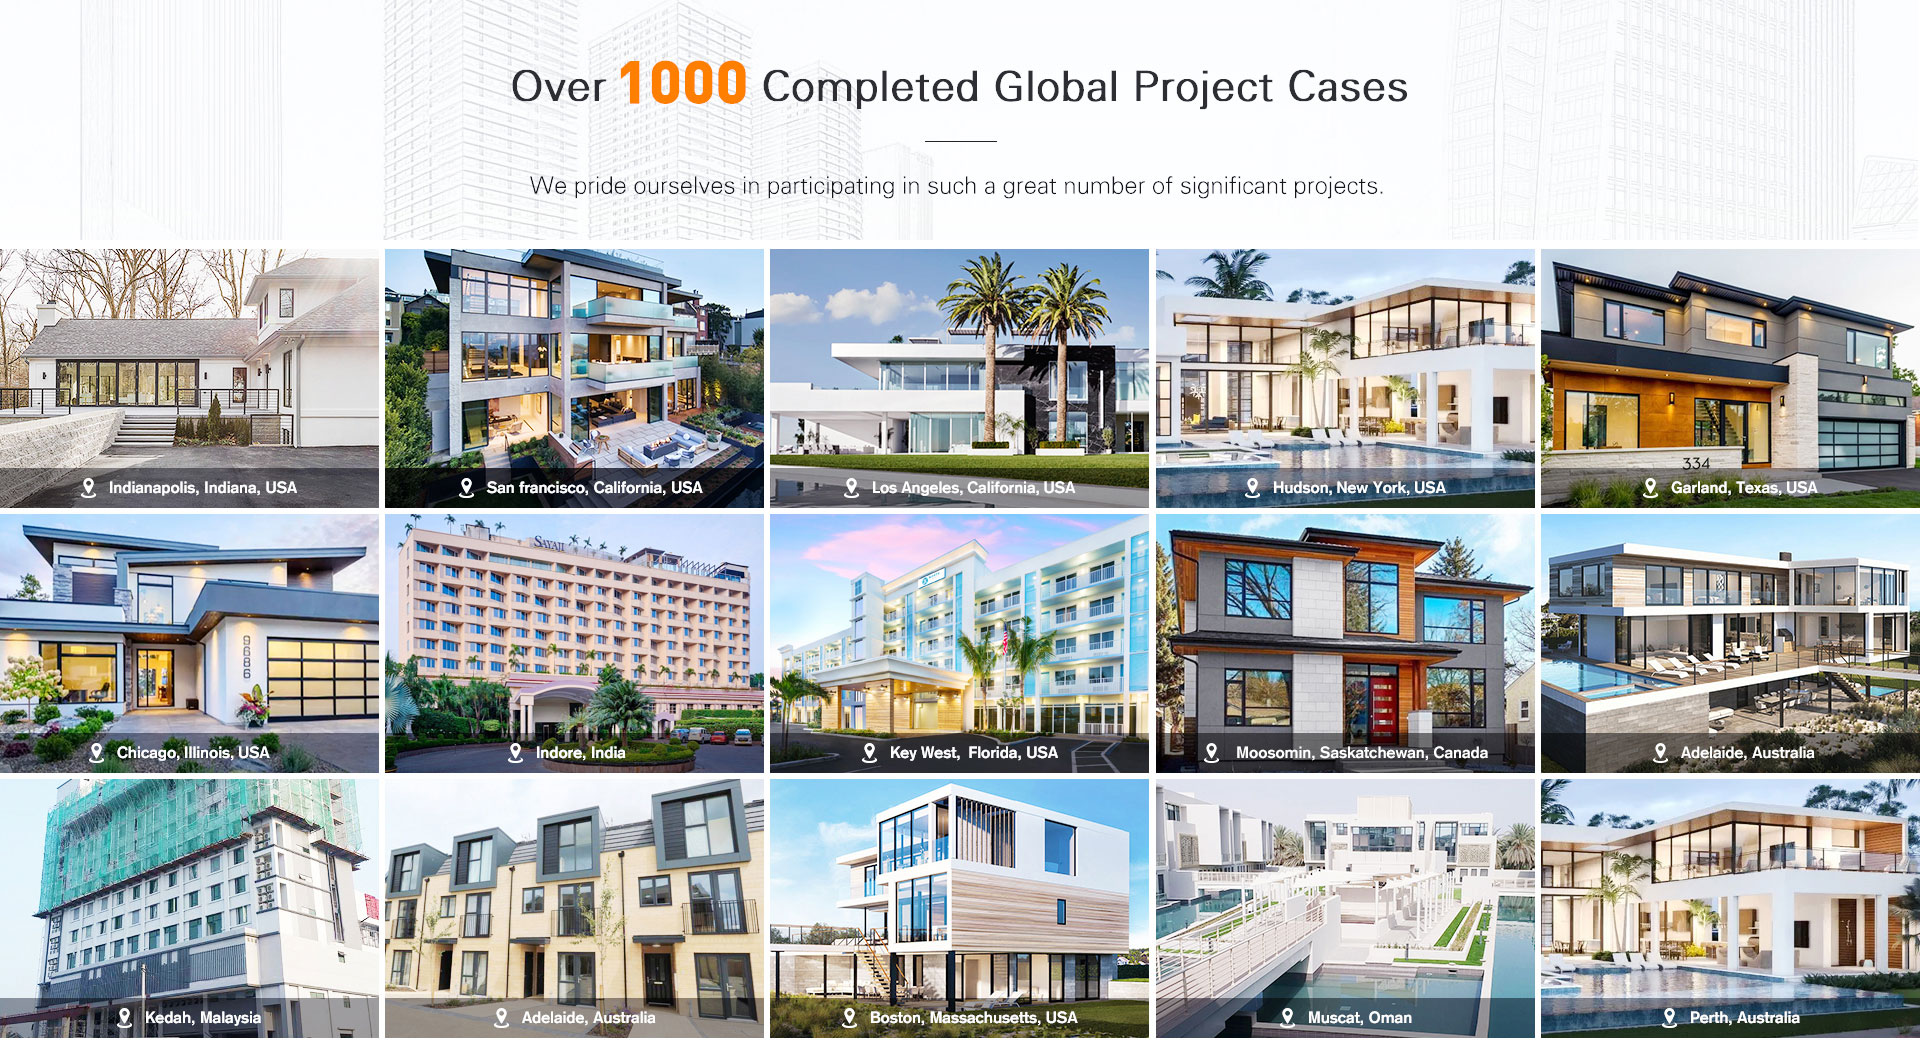 Over 1000 Completed Global Project Cases
We pride ourselves in participating in such a great number of significant projects.
334
Indianapolis, Indiana, USA
San francisco, California, USA
Los Angeles, California, USA
Hudson, New York, USA
Garland, Texas, USA
SAYAJI
9686
Chicago, Illinois, USA
Indore, India
Key West, Florida, USA
Moosomin, Saskatchewan, Canada
Adelaide, Australia
Kedah, Malaysia
Adelaide, Australia
Boston, Massachusetts, USA
Muscat, Oman
Perth, Australia